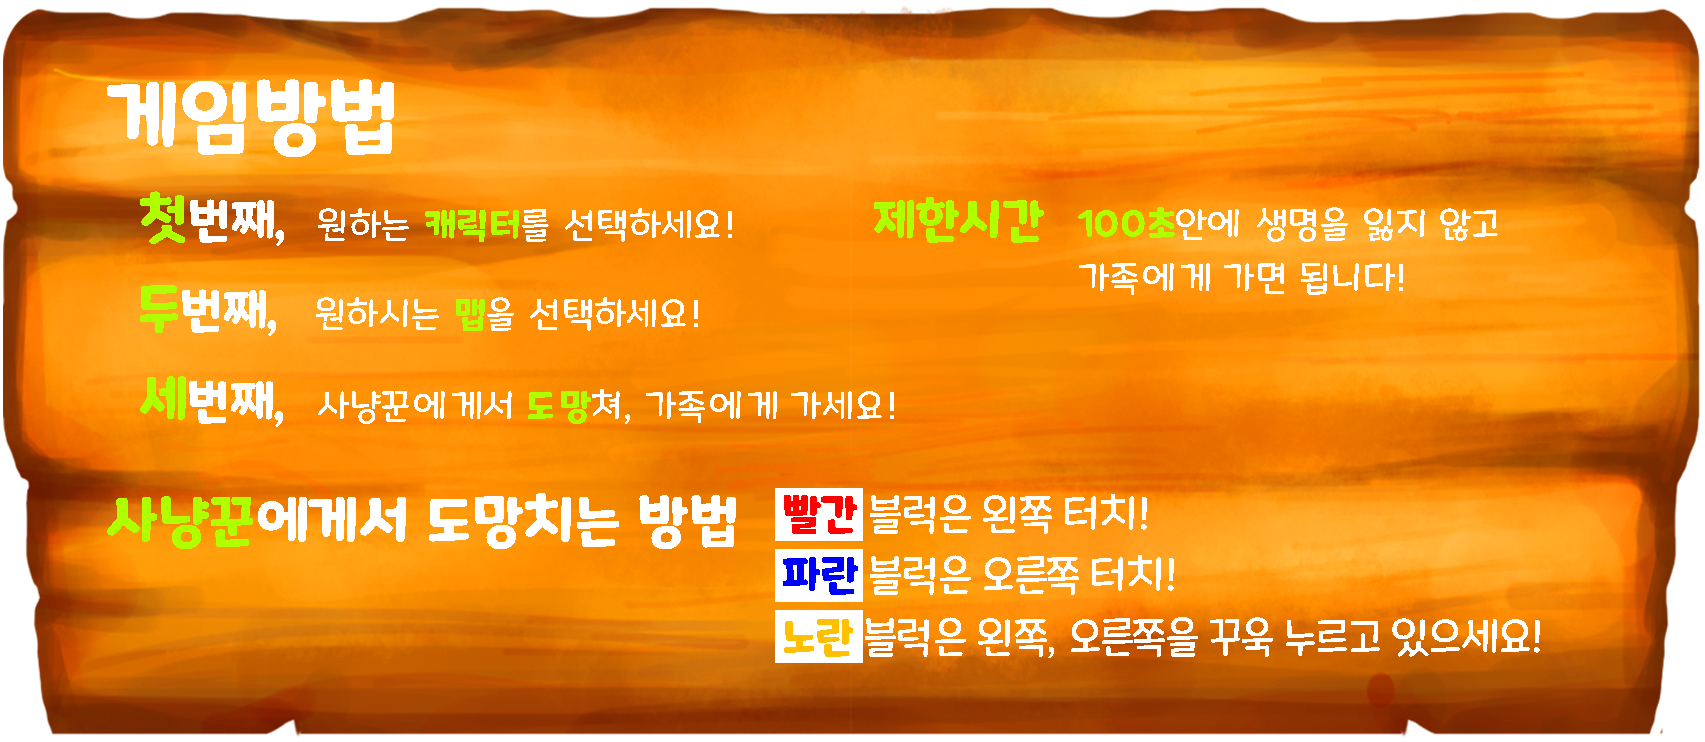 게임방법
첫번째, 원하는 캐릭터를 선택하세요!
두번째, 원하시는 맵을 선택하세요!
세번째, 사냥꾼에게서 도망쳐, 가족에게 가세요!
제한시간 100초안에 생명을 잃지 않고
가족에게 가면 됩니다!
사냥꾼에게서 도망치는 방법
빨간 블럭은 왼쪽 터치!
파란 블럭은 오른쪽 터치!
노란 블럭은 왼쪽, 오른쪽을 꾸욱 누르고 있으세요!